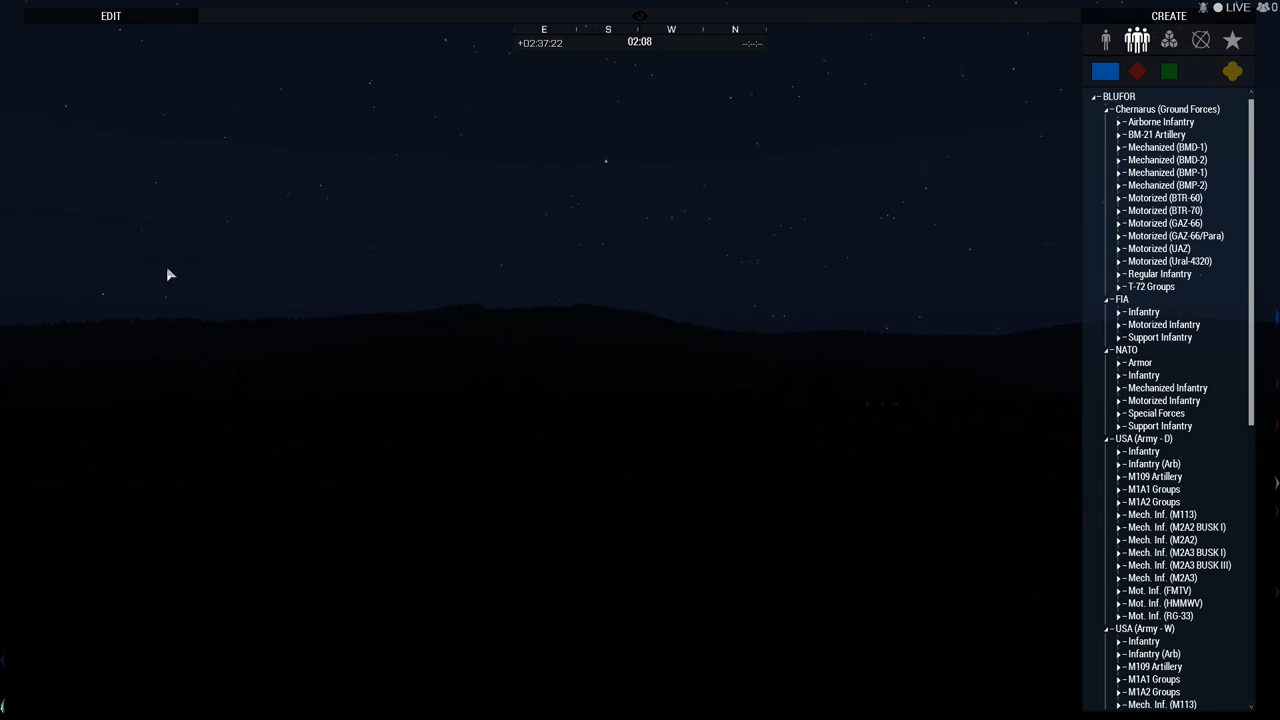 EDIT
LIVE 0
CREATE
E S W N
+02:37:22 02:08 --:--:--
BLUFOR
Chernarus (Ground Forces)
Airborne Infantry
BM-21 Artillery
Mechanized (BMD-1)
Mechanized (BMD-2)
Mechanized (BMP-1)
Mechanized (BMP-2)
Motorized (BTR-60)
Motorized (BTR-70)
Motorized (GAZ-66)
Motorized (GAZ-66/Para)
Motorized (UAZ)
Motorized (Ural-4320)
Regular Infantry
T-72 Groups
FIA
Infantry
Motorized Infantry
Support Infantry
NATO
Armor
Infantry
Mechanized Infantry
Motorized Infantry
Special Forces
Support Infantry
USA (Army - D)
Infantry
Infantry (Arb)
M109 Artillery
M1A1 Groups
M1A2 Groups
Mech. Inf. (M113)
Mech. Inf. (M2A2 BUSK I)
Mech. Inf. (M2A2)
Mech. Inf. (M2A3 BUSK I)
Mech. Inf. (M2A3 BUSK III)
Mech. Inf. (M2A3)
Mot. Inf. (FMTV)
Mot. Inf. (HMMWV)
Mot. Inf. (RG-33)
USA (Army - W)
Infantry
Infantry (Arb)
M109 Artillery
M1A1 Groups
M1A2 Groups
Mech. Inf. (M113)